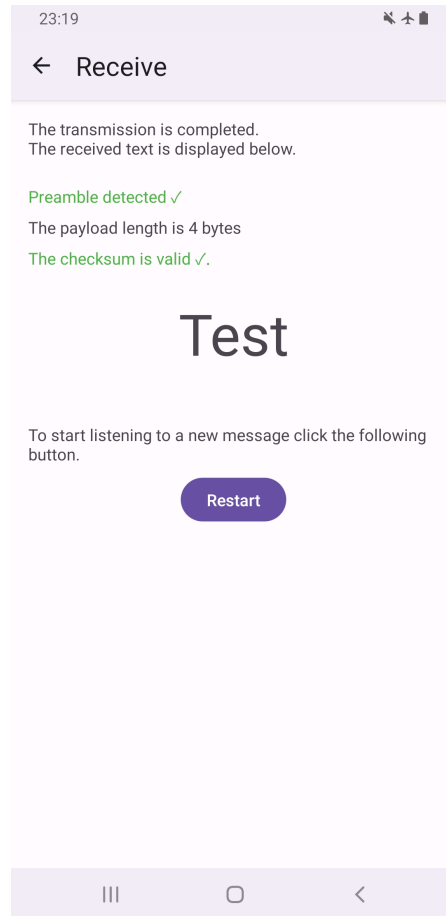 23:19
Receive
The transmission is completed.
The received text is displayed below.
Preamble detected ✓
The payload length is 4 bytes
The checksum is valid ✓.
Test
To start listening to a new message click the following
button.
Restart